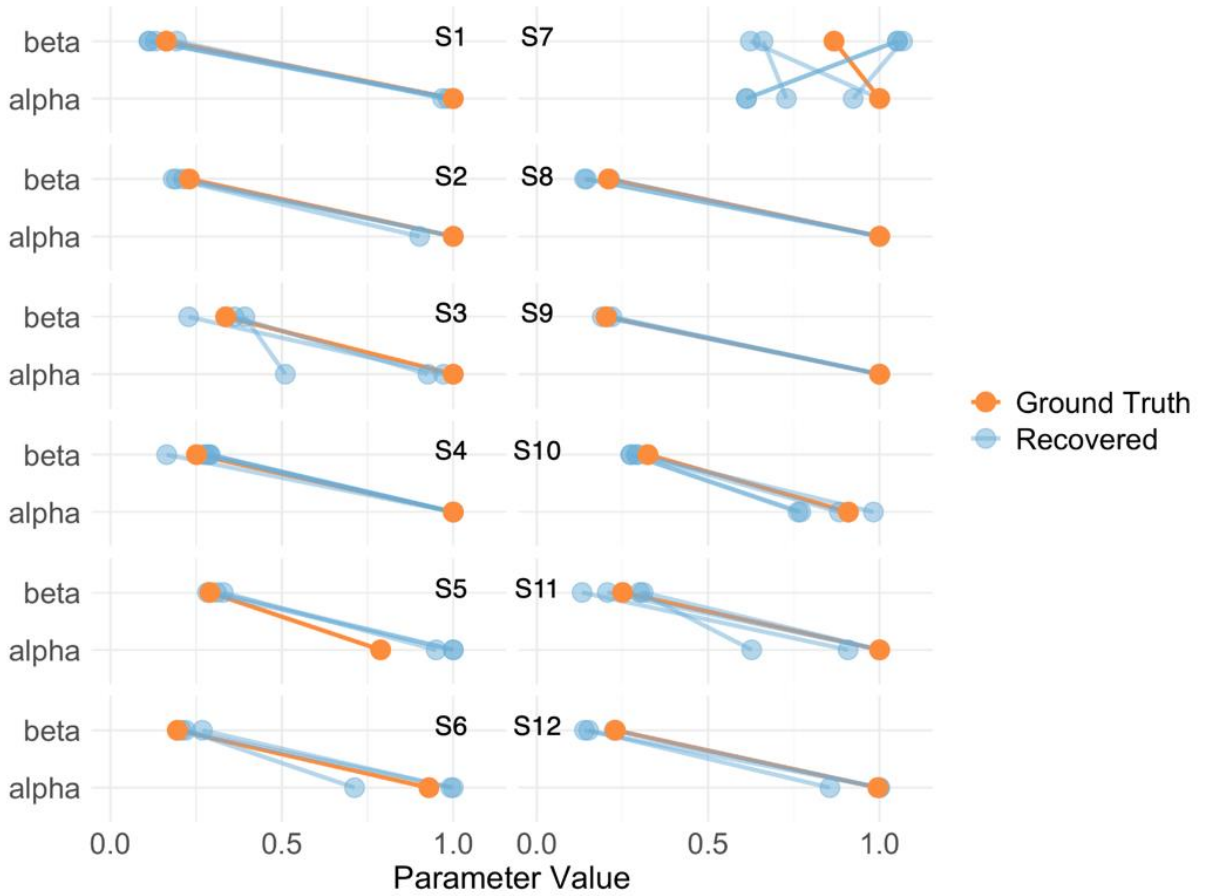 beta S1 S7
alpha
beta S2 S8
alpha
beta S3 S9
alpha
Ground Truth
Recovered
beta S4 S10
alpha
beta S5 S11
alpha
beta S6 S12
alpha
0.0 0.5 1.0 0.0 0.5 1.0
Parameter Value